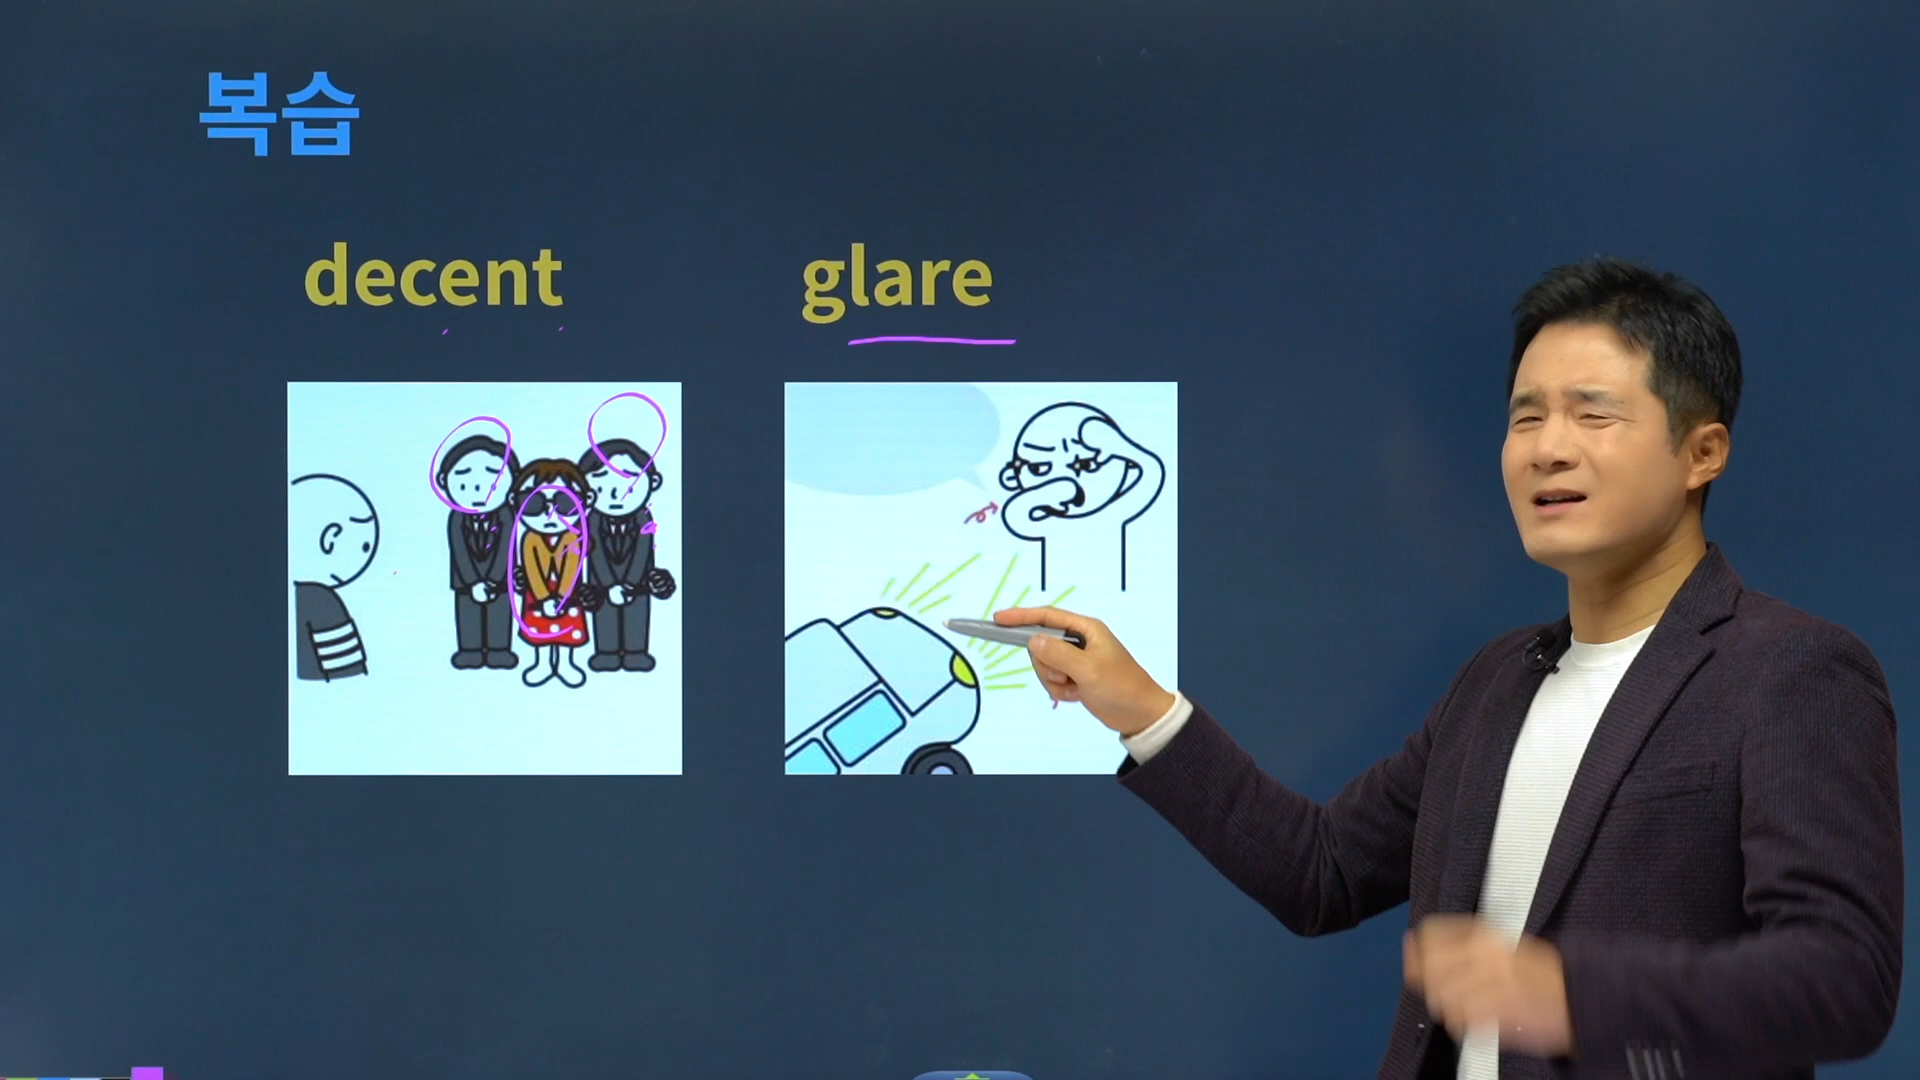 복습
decent
glare